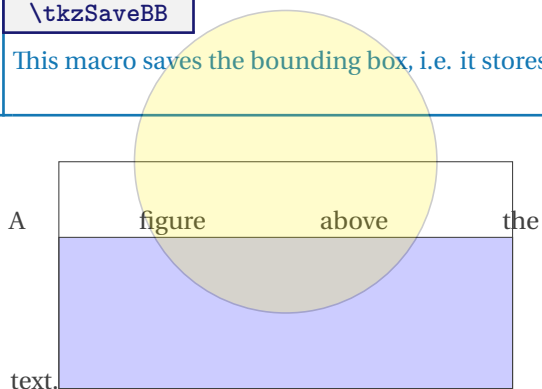 \tkzSaveBB
This macro saves the bounding box, i.e. it stores
A figure above the
text.